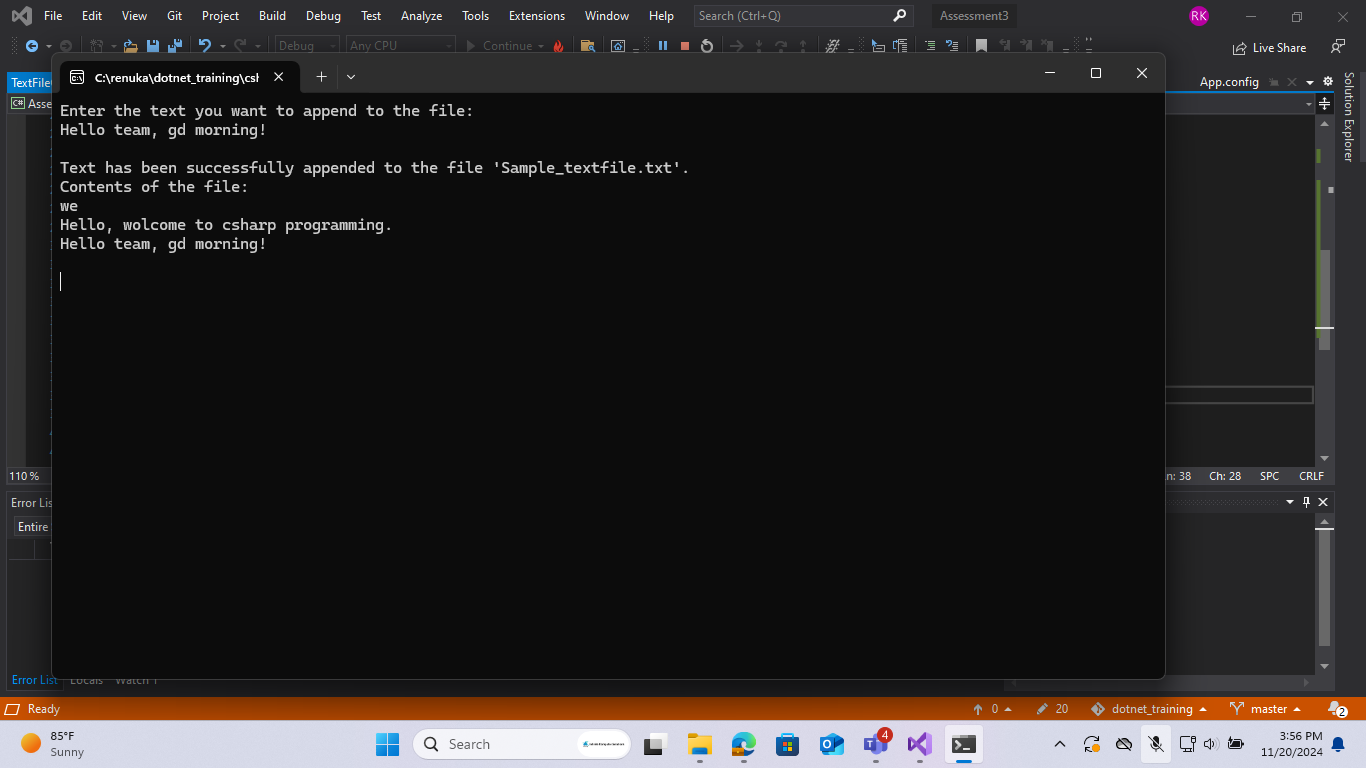 File Edit View Git Project Build Debug Test Analyze Tools Extensions Window Help Search (Ctrl+Q) Assessment3 RK
Debug Any CPU Continue Live Share
C:\renuka\dotnet_training\csh
TextFile App.config
C# Asse
Solution Explorer
Enter the text you want to append to the file:
Hello team, gd morning!
Text has been successfully appended to the file 'Sample_textfile.txt'.
Contents of the file:
we
Hello, wolcome to csharp programming.
Hello team, gd morning!
110 % n: 38 Ch: 28 SPC CRLF
Error Lis
Entire
Error List Locals Watch 1
Ready 0 20 dotnet_training master 2
85°F
Sunny
Search
4
3:56 PM
11/20/2024